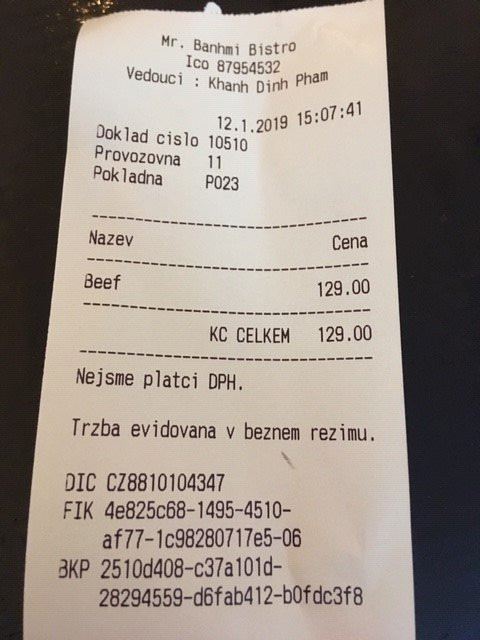 Mr. Banhmi Bistro
Ico 87954532
Vedouci : Khanh Dinh Pham
12.1.2019 15:07:41
Doklad cislo 10510
Provozovna 11
Pokladna P023
Nazev Cena
Beef 129.00
KC CELKEM 129.00
Nejsme platci DPH.
Trzba evidovana v beznem rezimu.
DIC CZ8810104347
FIK 4e825c68-1495-4510-
af77-1c98280717e5-06
BKP 2510d408-c37a101d-
28294559-d6fab412-b0fdc3f8